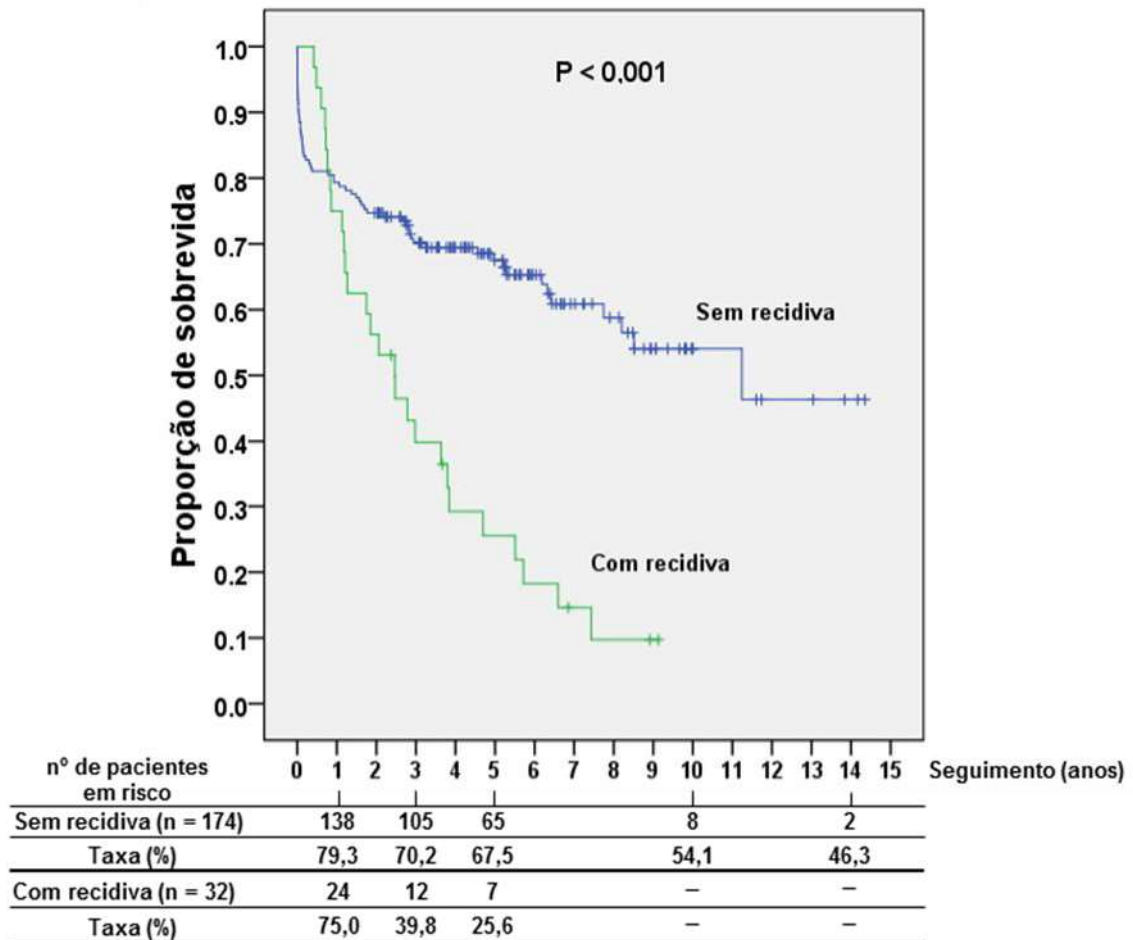 1.0
P < 0,001
0.9
0.8
0.7
0.6
Sem recidiva
0.5
0.4
0.3
Com recidiva
0.2
0.1
0.0
Proporção de sobrevida
0 1 2 3 4 5 6 7 8 9 10 11 12 13 14 15 Seguimento (anos)
nº de pacientes
em risco
Sem recidiva (n = 174) 138 105 65 8 2
Taxa (%) 79,3 70,2 67,5 54,1 46,3
Com recidiva (n = 32) 24 12 7 – –
Taxa (%) 75,0 39,8 25,6 – –